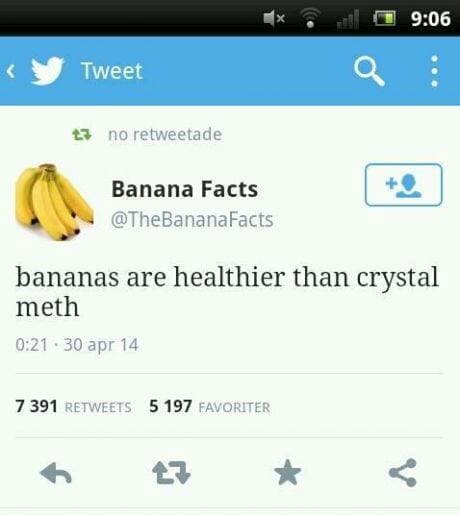 9:06
Tweet
no retweetade
Banana Facts
@TheBananaFacts
bananas are healthier than crystal
meth
0:21 · 30 apr 14
7 391 RETWEETS 5 197 FAVORITER